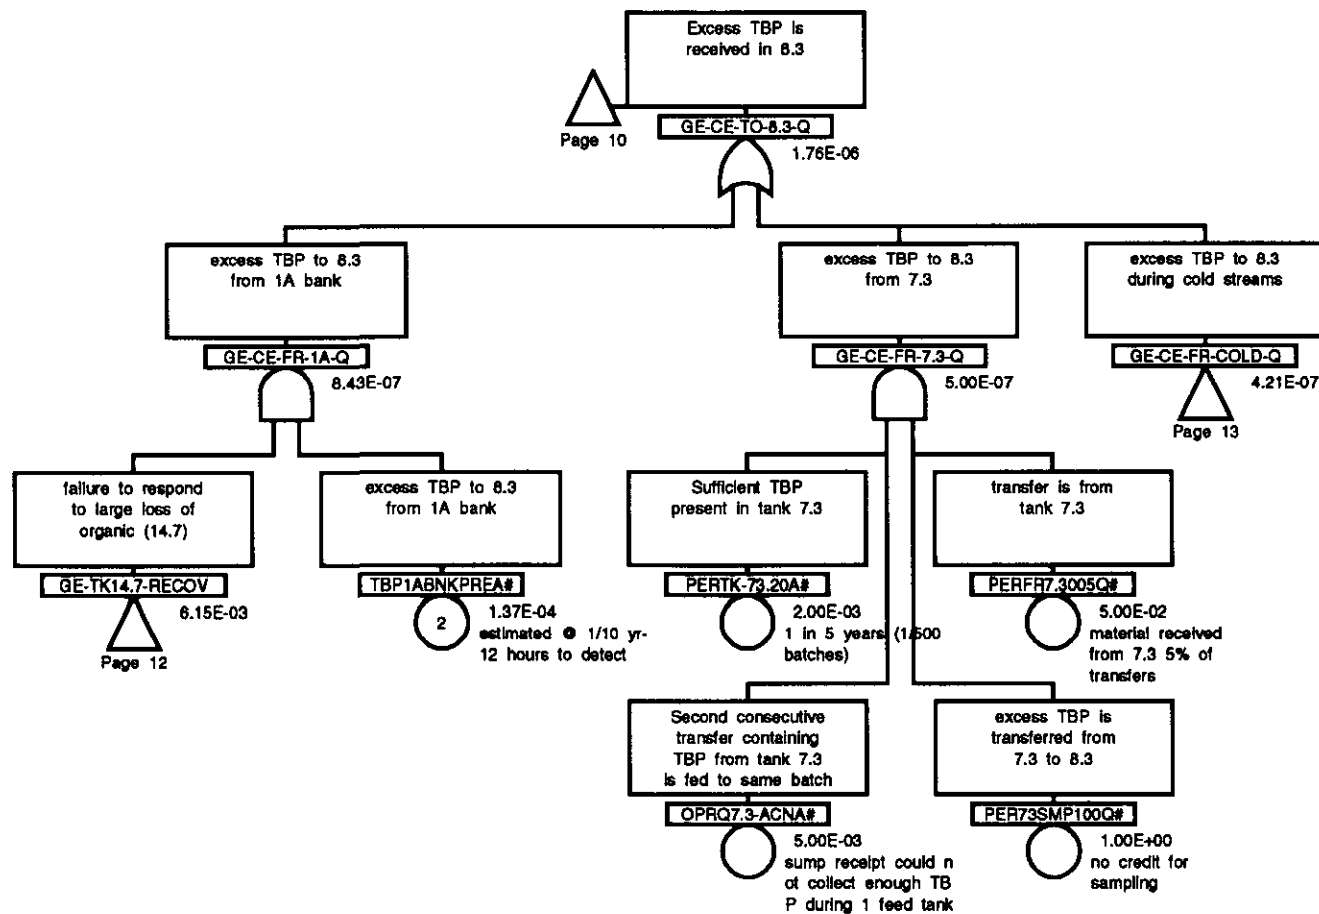 Excess TBP is
received in 8.3
Page 10
GE-CE-TO-8.3-Q
1.76E-06
excess TBP to 8.3
from 1A bank
GE-CE-FR-1A-Q
8.43E-07
excess TBP to 8.3
from 7.3
GE-CE-FR-7.3-Q
5.00E-07
excess TBP to 8.3
during cold streams
GE-CE-FR-COLD-Q
4.21E-07
Page 13
failure to respond
to large loss of
organic (14.7)
GE-TK14.7-RECOV
6.15E-03
Page 12
excess TBP to 8.3
from 1A bank
TBP1ABNKPREA#
2
1.37E-04
estimated @ 1/10 yr-
12 hours to detect
Sufficient TBP
present in tank 7.3
PERTK-73.20A#
2.00E-03
1 in 5 years (1/500
batches)
transfer is from
tank 7.3
PERFR7.3005Q#
5.00E-02
material received
from 7.3 5% of
transfers
Second consecutive
transfer containing
TBP from tank 7.3
is fed to same batch
OPRQ7.3-ACNA#
5.00E-03
sump receipt could n
ot collect enough TB
P during 1 feed tank
excess TBP is
transferred from
7.3 to 8.3
PER73SMP100Q#
1.00E+00
no credit for
sampling